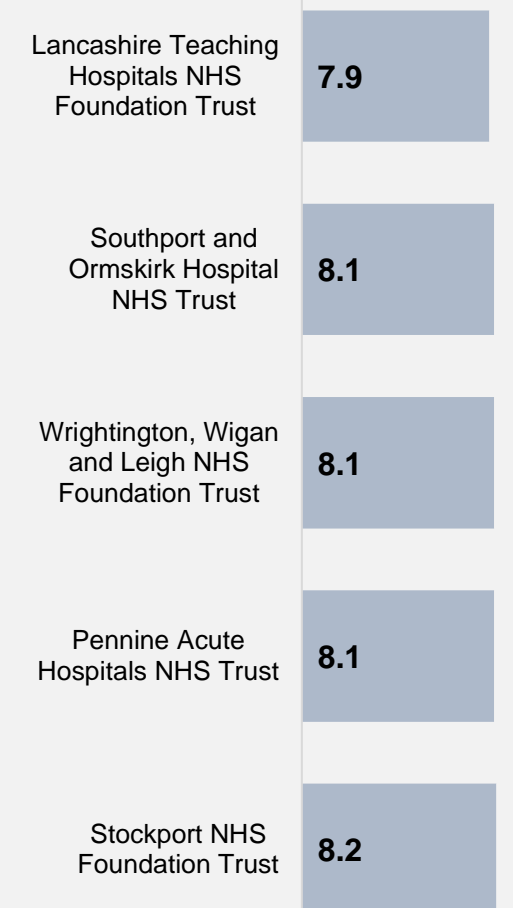 Lancashire Teaching
Hospitals NHS
Foundation Trust
7.9
Southport and
Ormskirk Hospital
NHS Trust
8.1
Wrightington, Wigan
and Leigh NHS
Foundation Trust
8.1
Pennine Acute
Hospitals NHS Trust
8.1
Stockport NHS
Foundation Trust
8.2